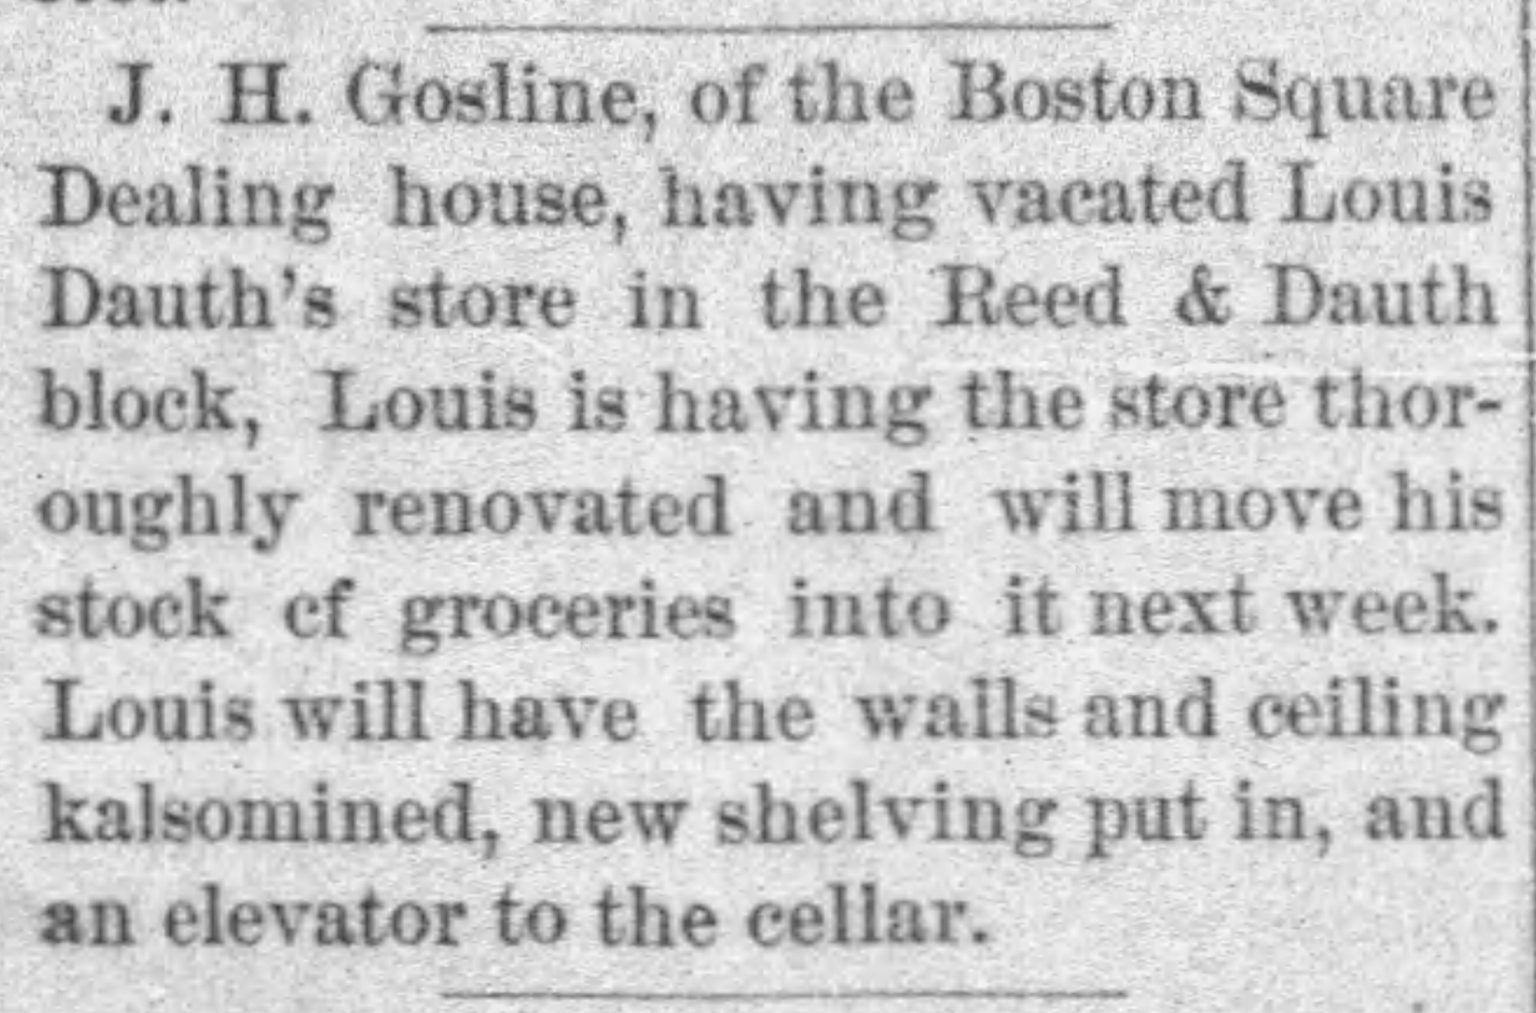 J. H. Gosline, of the Boston Square
Dealing house, having vacated Louis
Dauth's store in the Reed & Dauth
block, Louis is having the store thor-
oughly renovated and will move his
stock cf groceries into it next week.
Louis will have the walls and ceiling
kalsomined, new shelving put in, and
an elevator to the cellar.